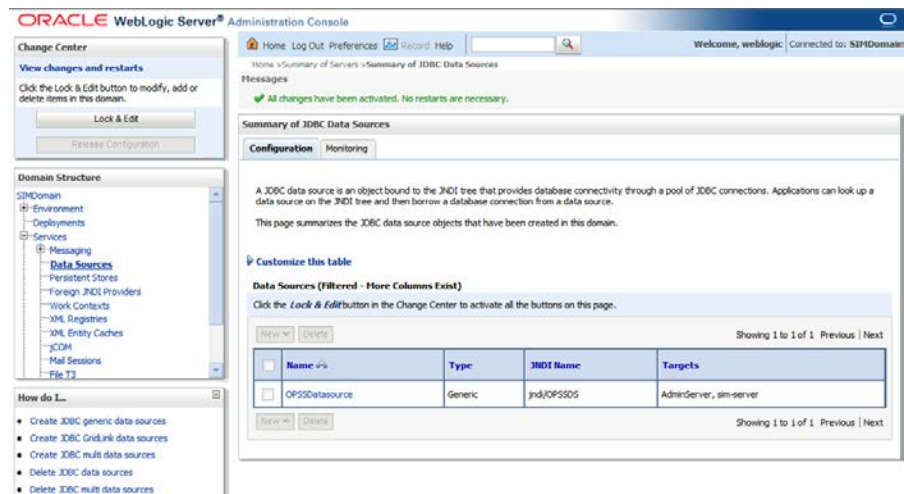 ORACLE WebLogic Server® Administration Console
Change Center
View changes and restarts
Click the Lock & Edit button to modify, add or
delete items in this domain.
Lock & Edit
Release Configuration
Domain Structure
SIMDomain
Environment
Deployments
Services
Messaging
Data Sources
Persistent Stores
Foreign JNDI Providers
Work Contexts
XML Registries
XML Entity Caches
jCOM
Mail Sessions
File T3
How do I...
Create JDBC generic data sources
Create JDBC GridLink data sources
Create JDBC multi data sources
Delete JDBC data sources
Delete JDBC multi data sources
Home Log Out Preferences Record Help
Welcome, weblogic Connected to: SIMDomain
Home >Summary of Servers >Summary of JDBC Data Sources
Messages
All changes have been activated. No restarts are necessary.
Summary of JDBC Data Sources
Configuration Monitoring
A JDBC data source is an object bound to the JNDI tree that provides database connectivity through a pool of JDBC connections. Applications can look up a
data source on the JNDI tree and then borrow a database connection from a data source.
This page summarizes the JDBC data source objects that have been created in this domain.
Customize this table
Data Sources (Filtered - More Columns Exist)
Click the Lock & Edit button in the Change Center to activate all the buttons on this page.
New Delete Showing 1 to 1 of 1 Previous | Next
Name Type JNDI Name Targets
OPSSDatasource Generic jndi/OPSSDS AdminServer, sim-server
New Delete Showing 1 to 1 of 1 Previous | Next